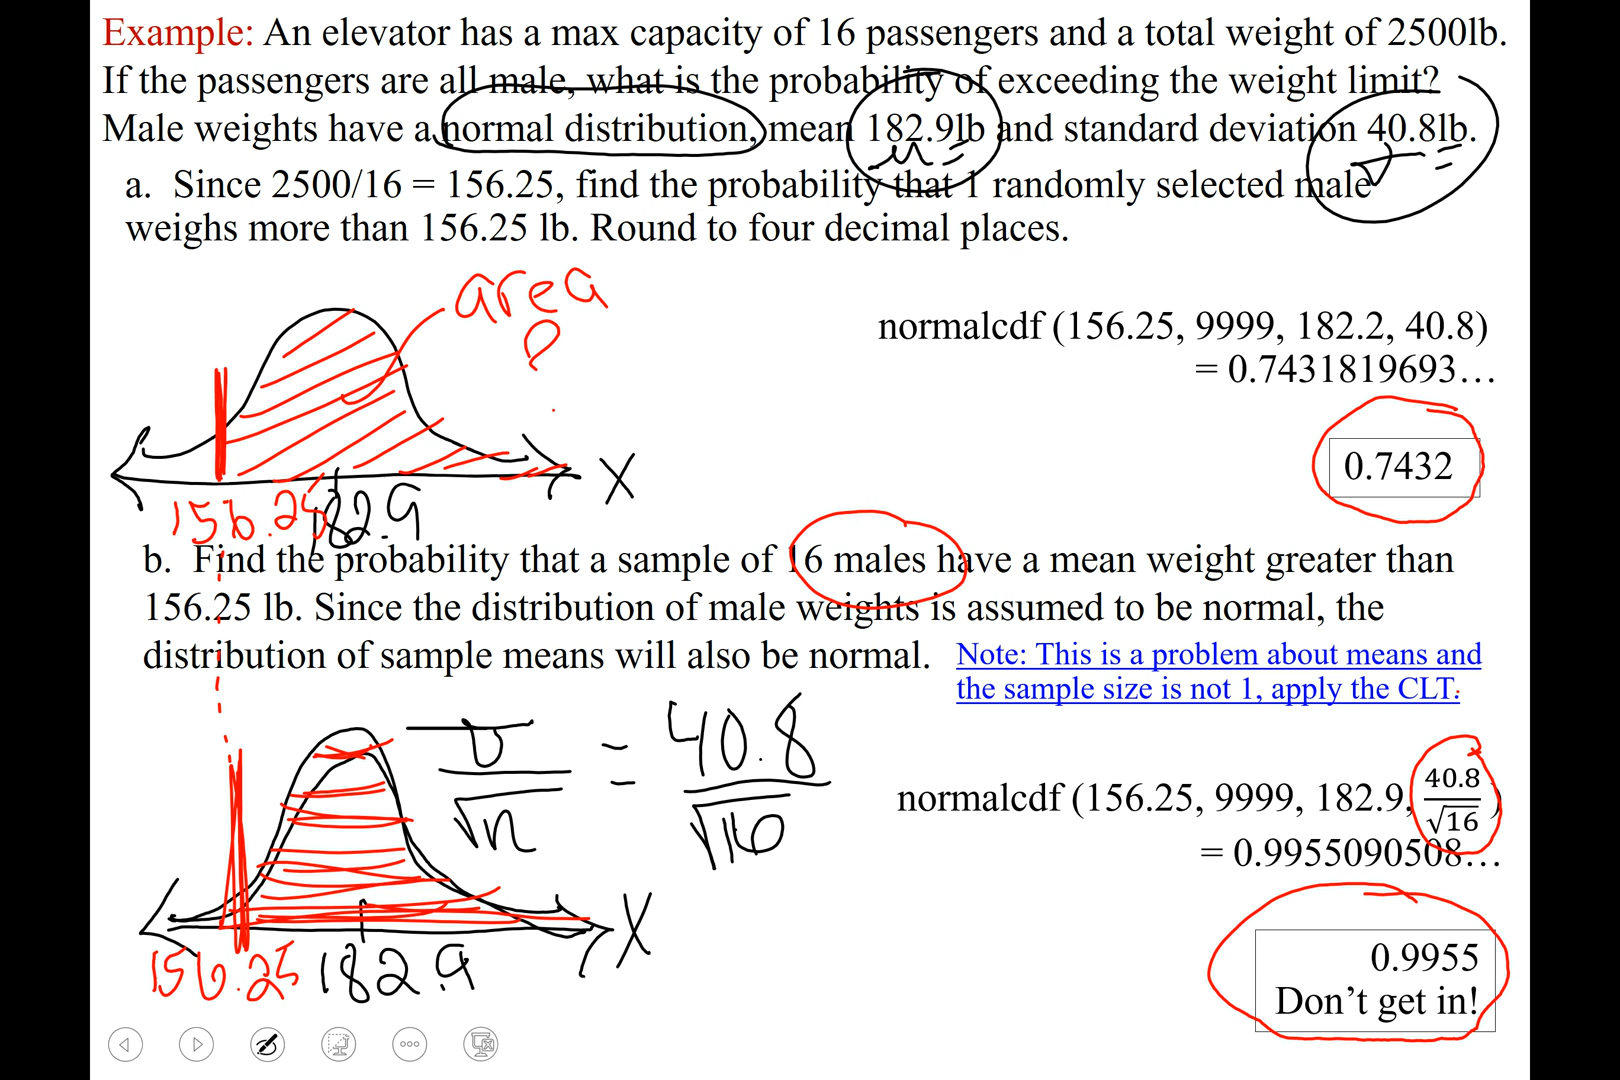 Example: An elevator has a max capacity of 16 passengers and a total weight of 2500lb.
If the passengers are all male, what is the probability of exceeding the weight limit?
Male weights have a normal distribution, mean 182.9lb and standard deviation 40.8lb.
μ =
σ =
a. Since 2500/16 = 156.25, find the probability that 1 randomly selected male
weighs more than 156.25 lb. Round to four decimal places.
area
?
normalcdf (156.25, 9999, 182.2, 40.8)
= 0.7431819693…
0.7432
X
156.25 182.9
b. Find the probability that a sample of 16 males have a mean weight greater than
156.25 lb. Since the distribution of male weights is assumed to be normal, the
distribution of sample means will also be normal. Note: This is a problem about means and
the sample size is not 1, apply the CLT.
σ/√n = 40.8/√16
normalcdf (156.25, 9999, 182.9, 40.8/√16)
= 0.9955090508…
X
156.25 182.9
0.9955
Don’t get in!